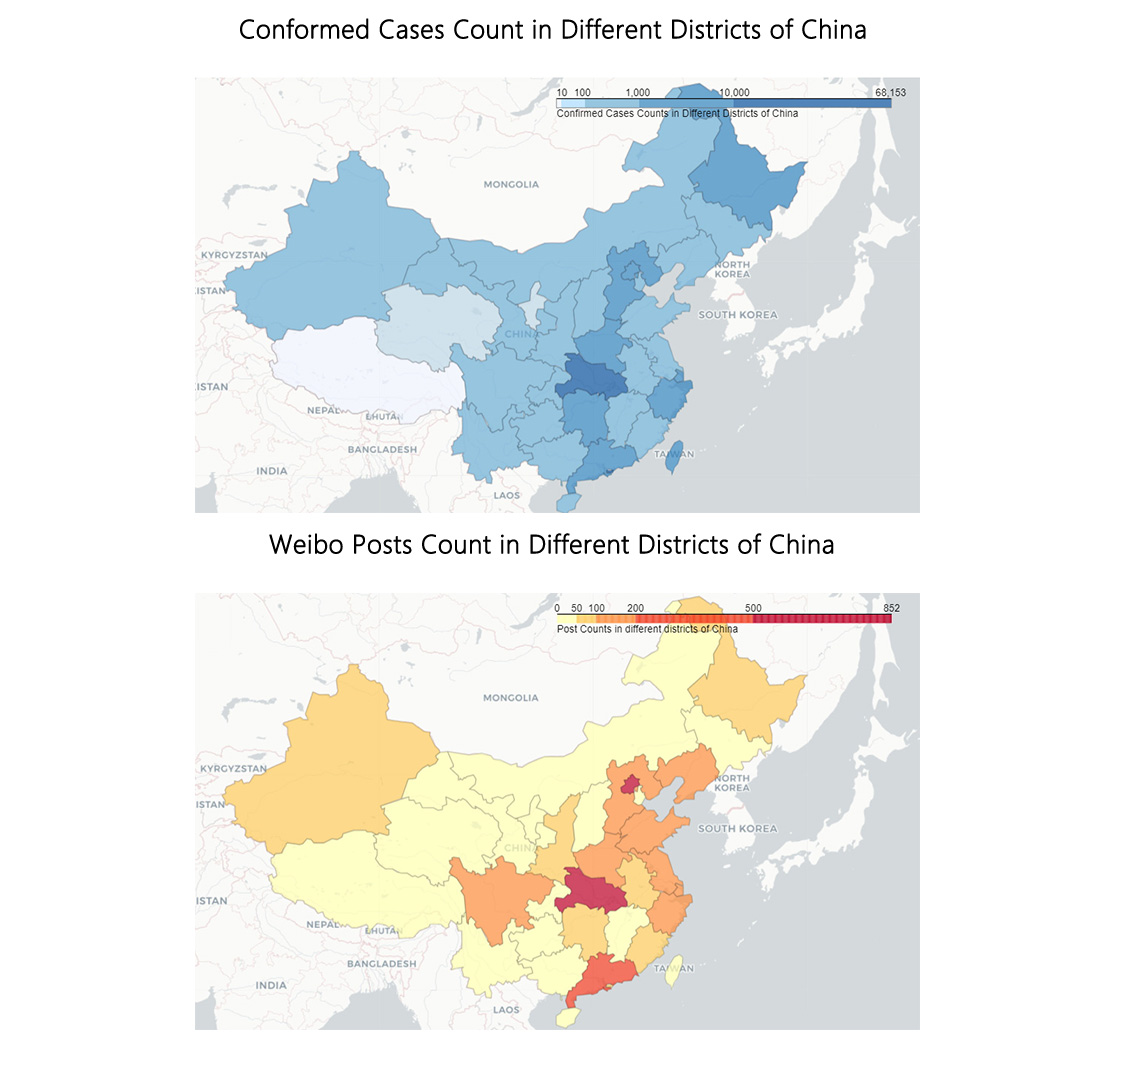 Conformed Cases Count in Different Districts of China
10 100 1,000 10,000 68,153
Confirmed Cases Counts in Different Districts of China
MONGOLIA
KYRGYZSTAN
NORTH
KOREA
ISTAN
SOUTH KOREA
CHINA
ISTAN
NEPAL
BHUTAN
TAIWAN
BANGLADESH
INDIA
LAOS
Weibo Posts Count in Different Districts of China
0 50 100 200 500 852
Post Counts in different districts of China
MONGOLIA
KYRGYZSTAN
NORTH
KOREA
ISTAN
SOUTH KOREA
CHINA
ISTAN
NEPAL
BHUTAN
BANGLADESH
TAIWAN
INDIA
LAOS